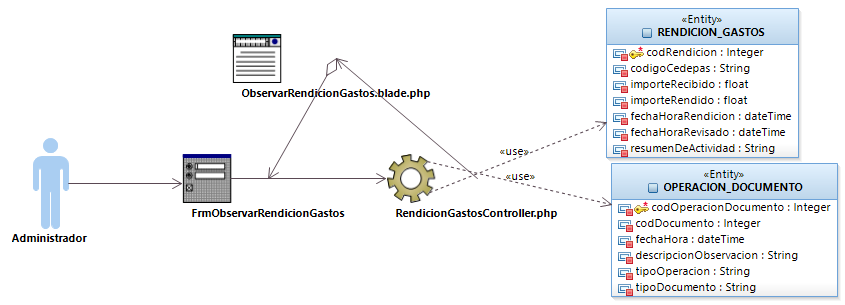 «Entity»
RENDICION_GASTOS
codRendicion : Integer
codigoCedepas : String
importeRecibido : float
importeRendido : float
fechaHoraRendicion : dateTime
fechaHoraRevisado : dateTime
resumenDeActividad : String
ObservarRendicionGastos.blade.php
«use»
«use»
«Entity»
OPERACION_DOCUMENTO
codOperacionDocumento : Integer
codDocumento : Integer
fechaHora : dateTime
descripcionObservacion : String
tipoOperacion : String
tipoDocumento : String
FrmObservarRendicionGastos
RendicionGastosController.php
Administrador